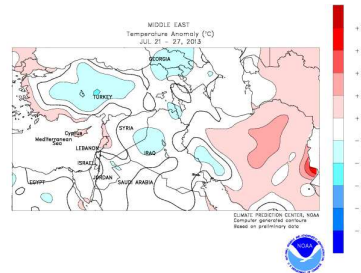 MIDDLE EAST
Temperature Anomaly (°C)
JUL 21 - 27, 2013
GEORGIA
TURKEY
Cyprus
SYRIA
Mediterranean
Sea
LEBANON
IRAQ
ISRAEL
JORDAN
EGYPT
SAUDI ARABIA
CLIMATE PREDICTION CENTER, NOAA
Computer generated contours
Based on preliminary data
NOAA